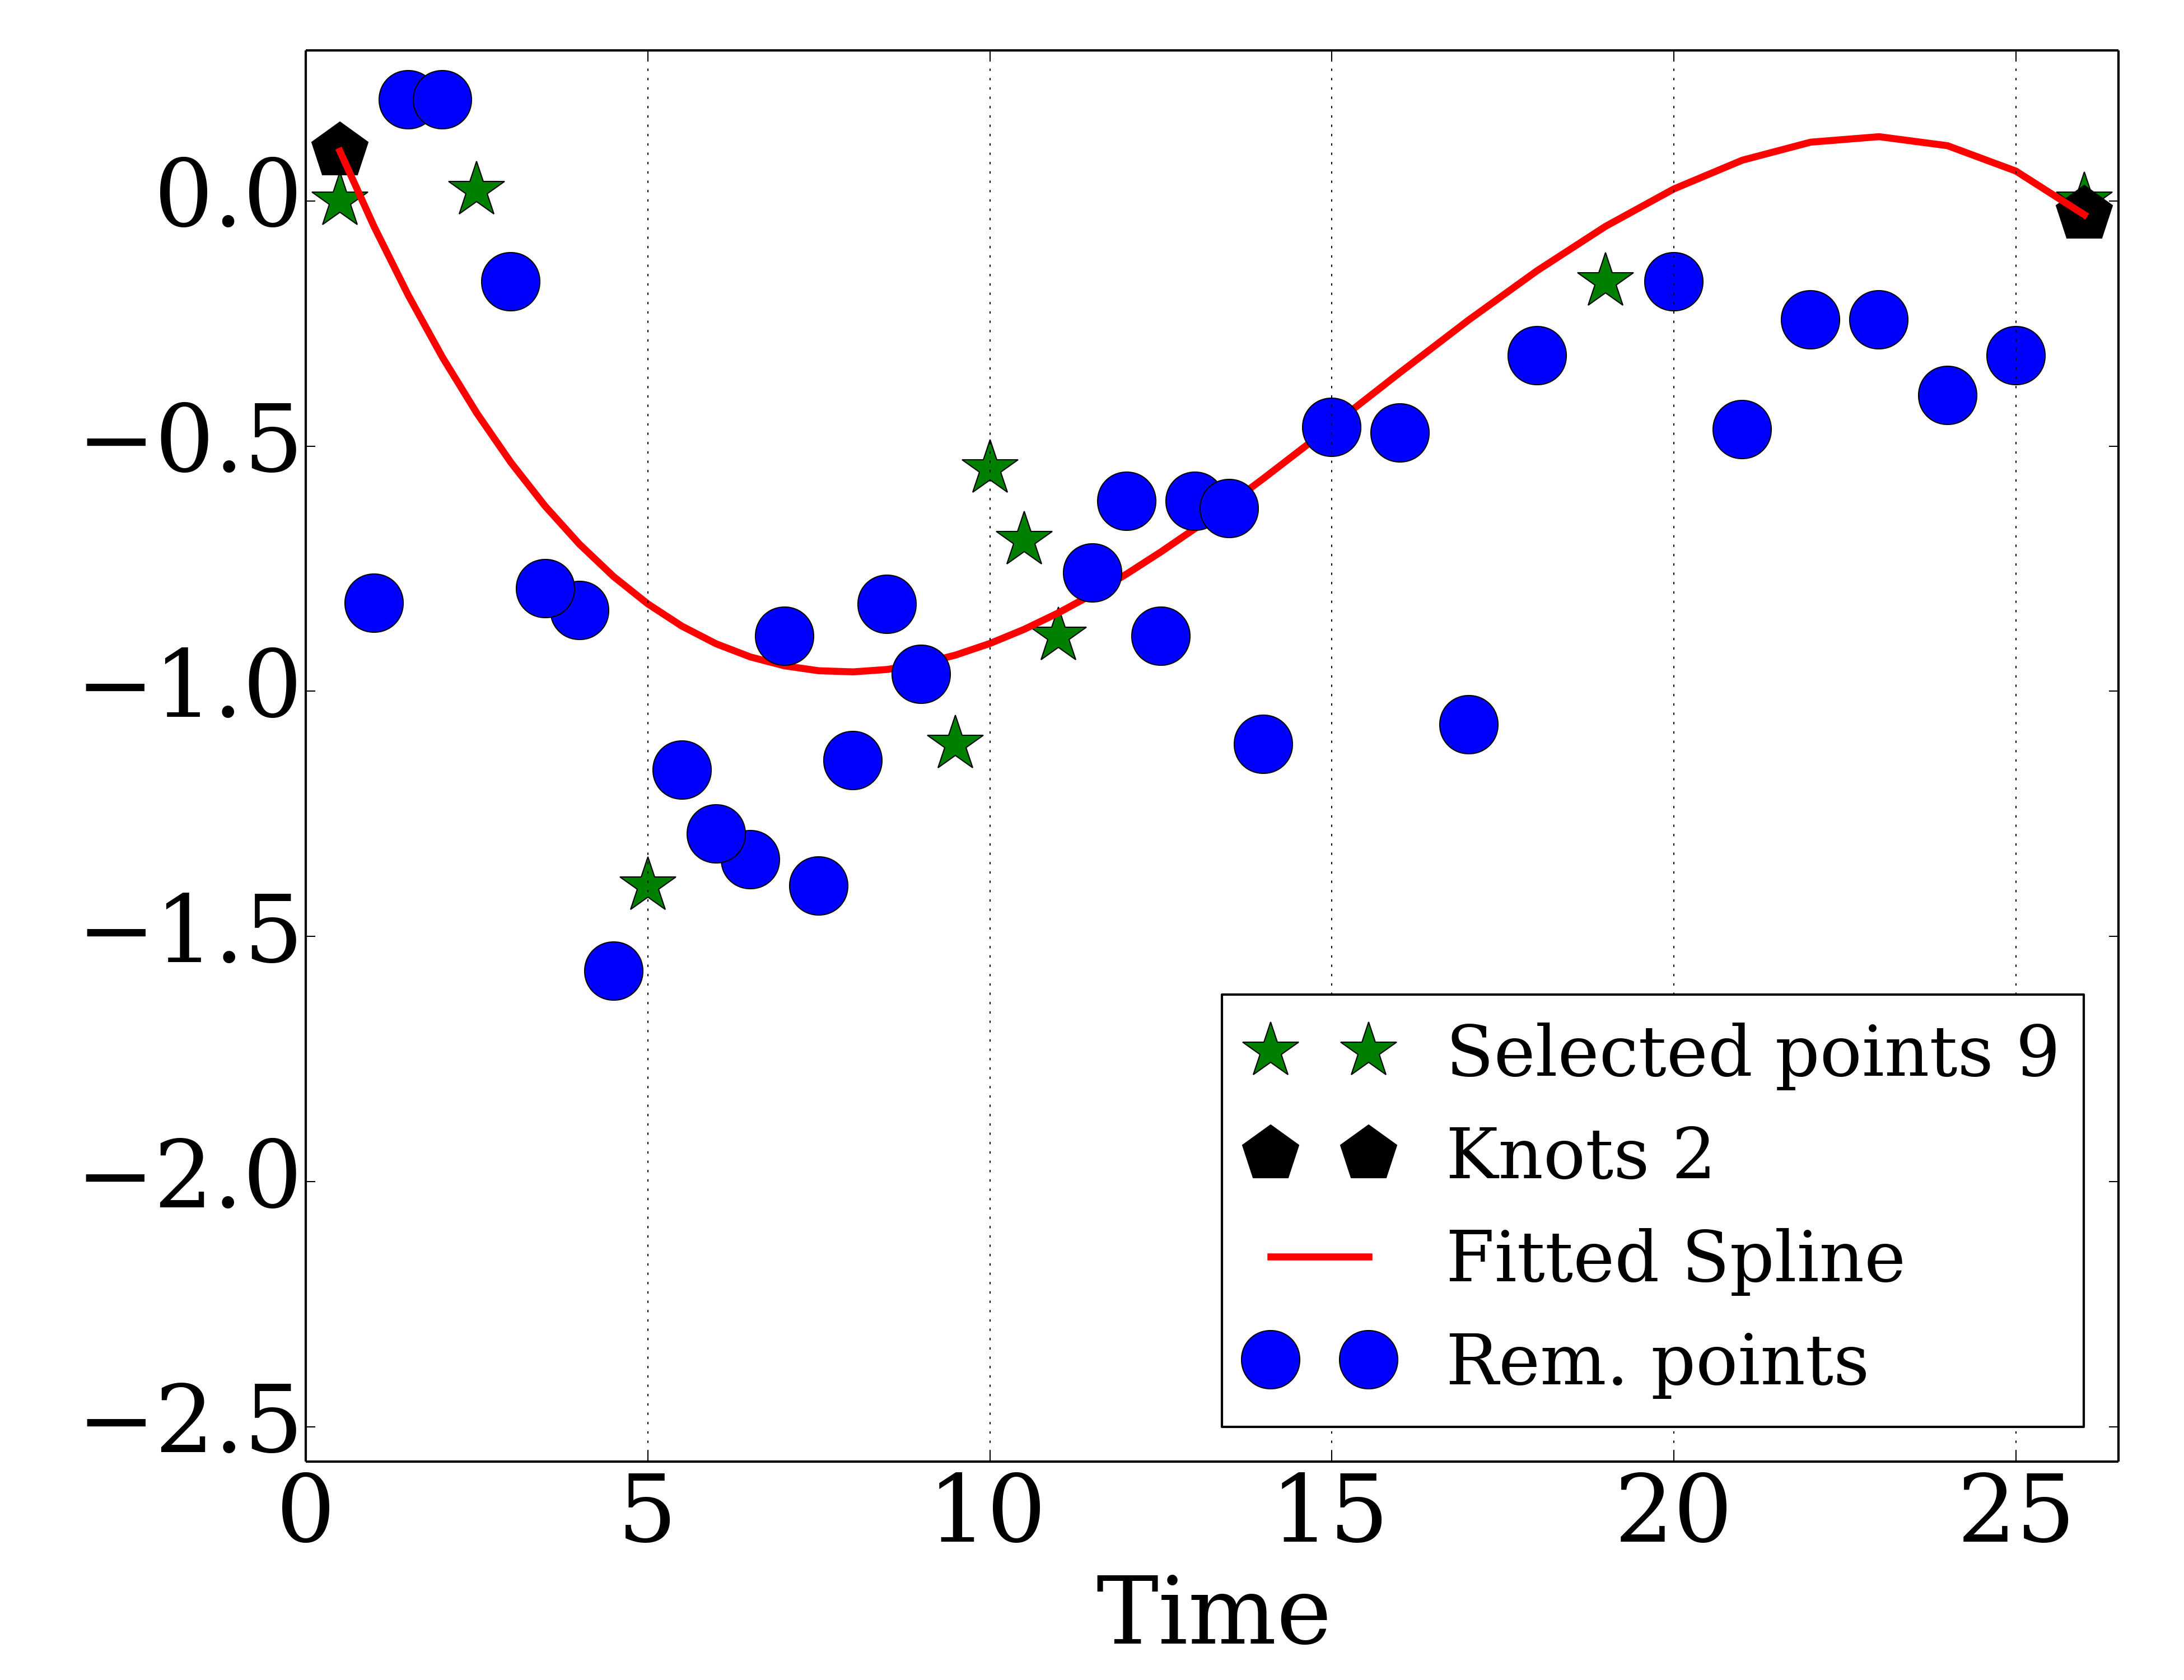 0.0
−0.5
−1.0
−1.5
−2.0
−2.5
Selected points 9
Knots 2
Fitted Spline
Rem. points
0 5 10 15 20 25
Time